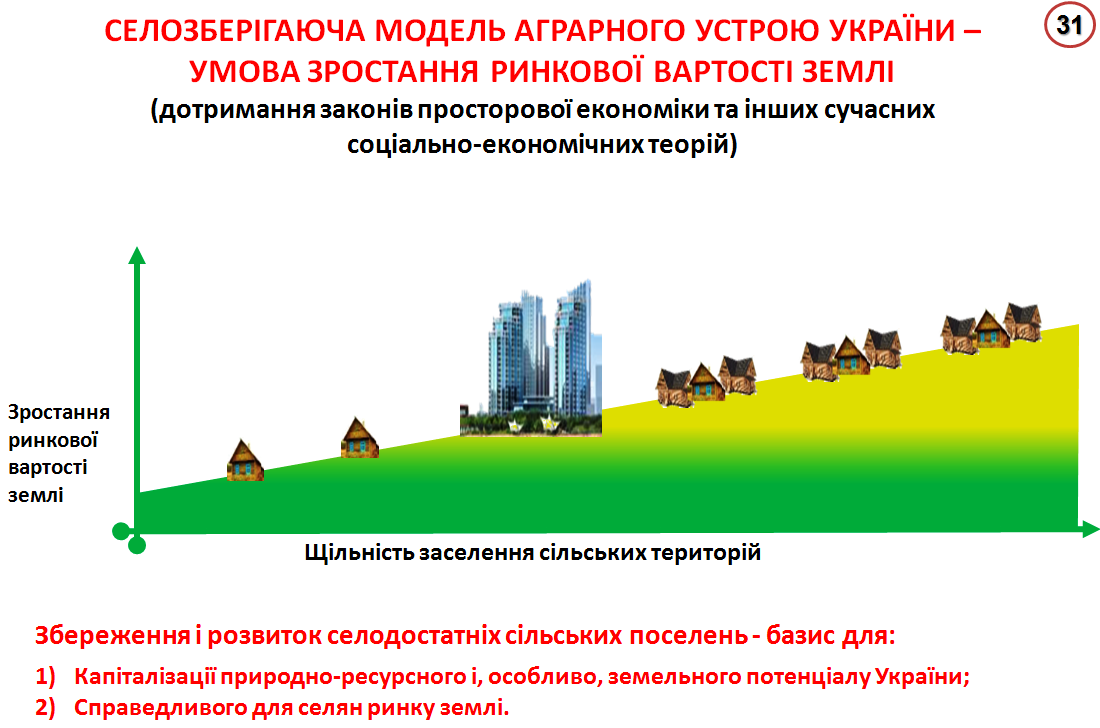 СЕЛОЗБЕРІГАЮЧА МОДЕЛЬ АГРАРНОГО УСТРОЮ УКРАЇНИ –
31
УМОВА ЗРОСТАННЯ РИНКОВОЇ ВАРТОСТІ ЗЕМЛІ
(дотримання законів просторової економіки та інших сучасних
соціально-економічних теорій)
Зростання
ринкової
вартості
землі
Щільність заселення сільських територій
Збереження і розвиток селодостатніх сільських поселень - базис для:
1) Капіталізації природно-ресурсного і, особливо, земельного потенціалу України;
2) Справедливого для селян ринку землі.